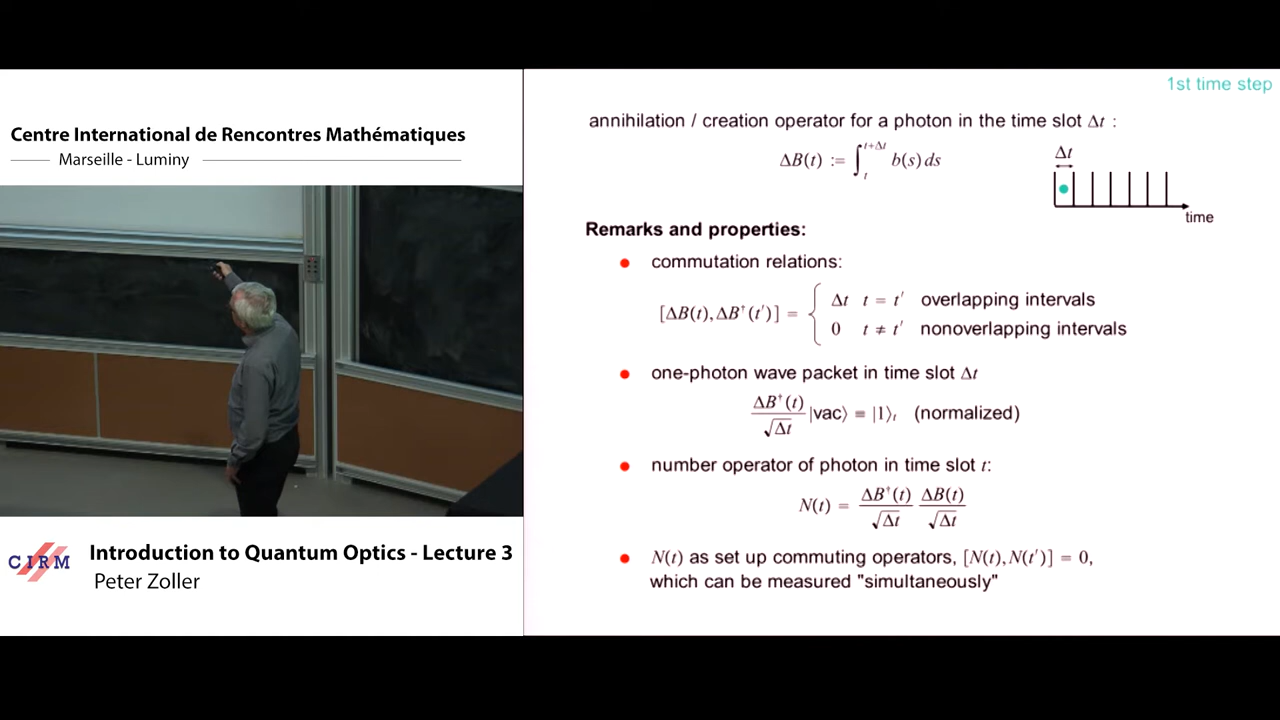 Centre International de Rencontres Mathématiques
Marseille - Luminy
CIRM
Introduction to Quantum Optics - Lecture 3
Peter Zoller
1st time step
annihilation / creation operator for a photon in the time slot Δt :
ΔB(t) := ∫_t^{t+Δt} b(s) ds
Δt
time
Remarks and properties:
● commutation relations:
[ΔB(t), ΔB†(t′)] = { Δt t = t′ overlapping intervals
0 t ≠ t′ nonoverlapping intervals
● one-photon wave packet in time slot Δt
ΔB†(t)/√Δt |vac⟩ ≡ |1⟩_t (normalized)
● number operator of photon in time slot t:
N(t) = ΔB†(t)/√Δt ΔB(t)/√Δt
● N(t) as set up commuting operators, [N(t), N(t′)] = 0,
which can be measured "simultaneously"